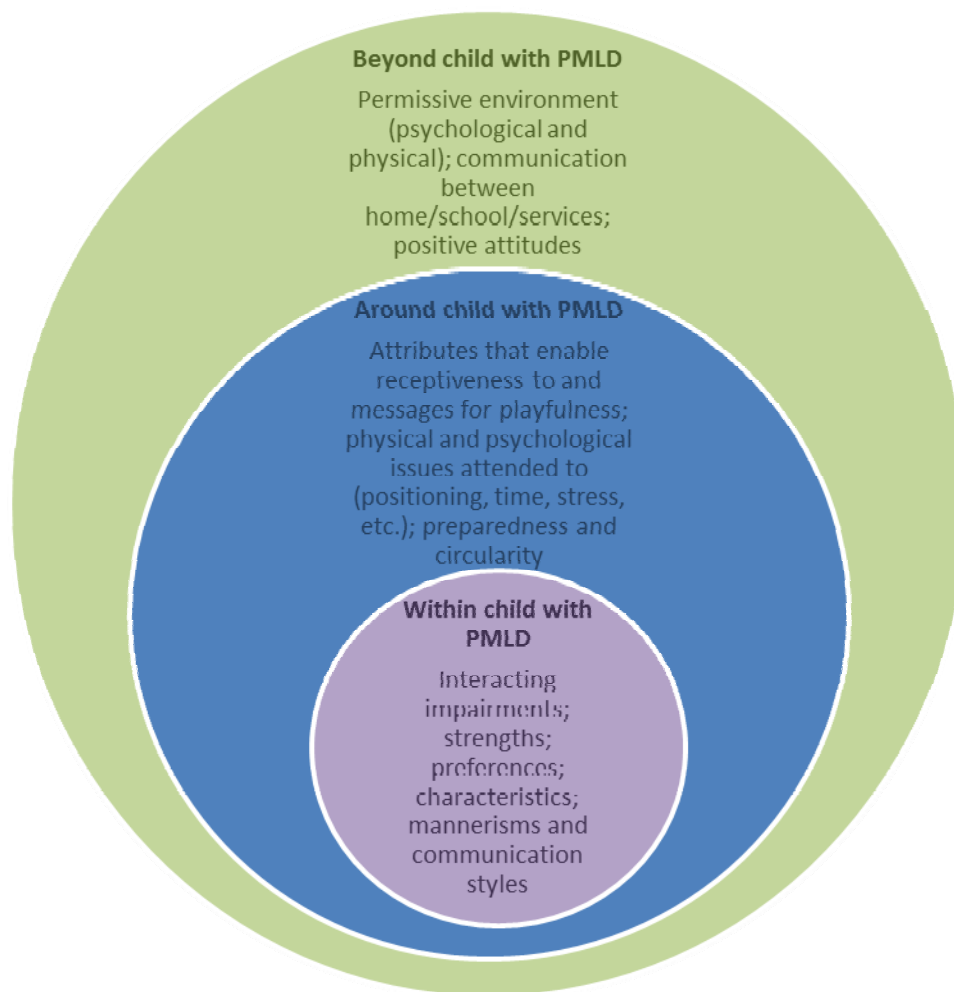 Beyond child with PMLD
Permissive environment
(psychological and
physical); communication
between
home/school/services;
positive attitudes
Around child with PMLD
Attributes that enable
receptiveness to and
messages for playfulness;
physical and psychological
issues attended to
(positioning, time, stress,
etc.); preparedness and
circularity
Within child with
PMLD
Interacting
impairments;
strengths;
preferences;
characteristics;
mannerisms and
communication
styles